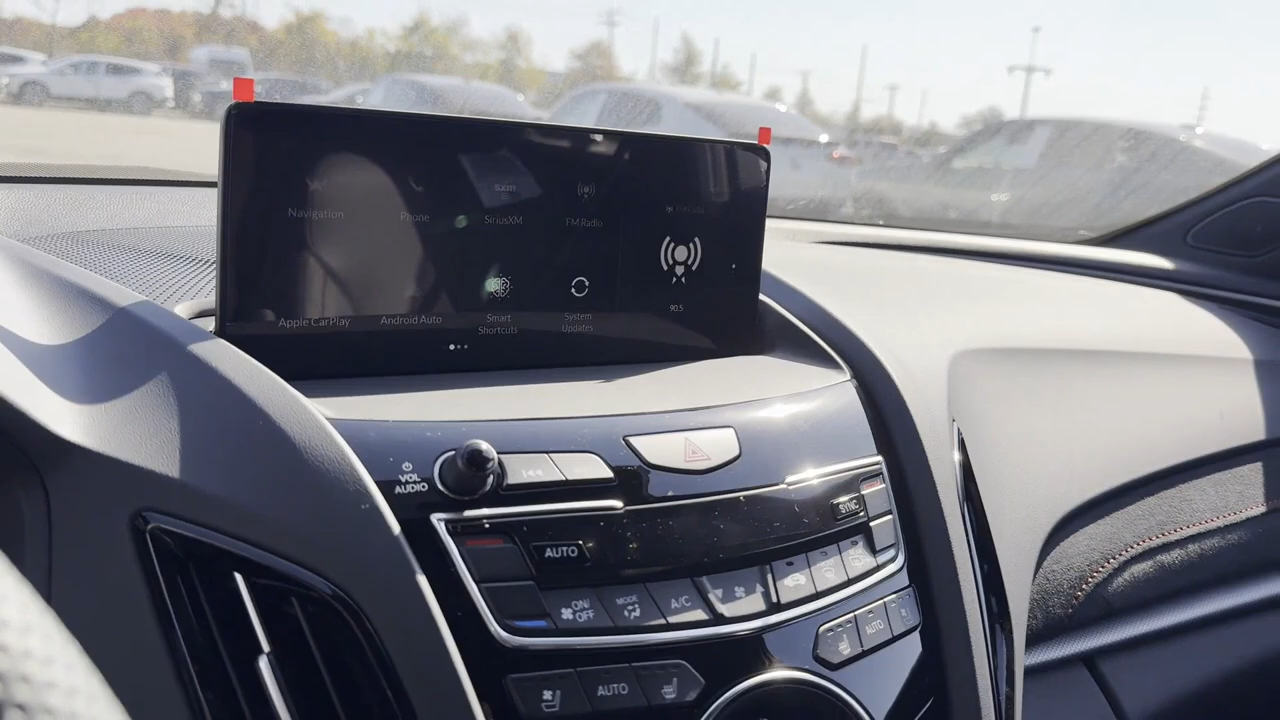 Navigation
Phone
SXM
SiriusXM
FM Radio
90.5
Apple CarPlay
Android Auto
Smart
Shortcuts
System
Updates
VOL
AUDIO
SYNC
AUTO
ON/
OFF
MODE
A/C
AUTO
AUTO